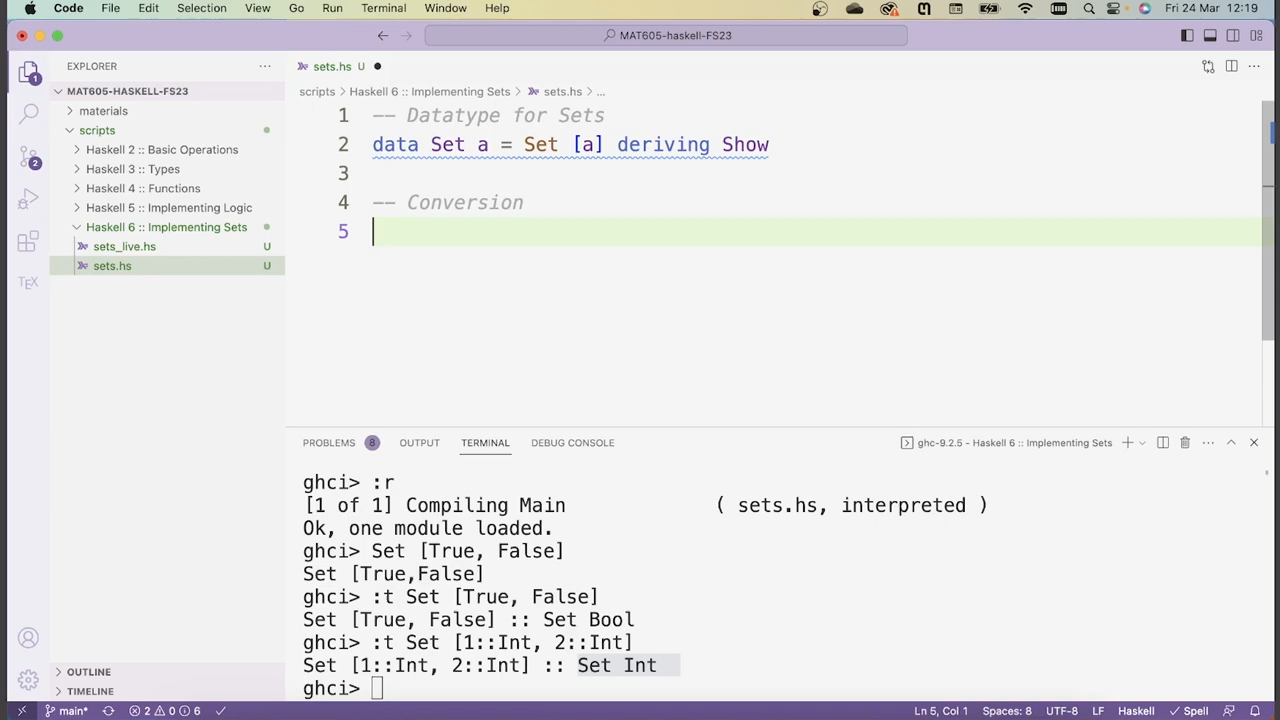 Code File Edit Selection View Go Run Terminal Window Help Fri 24 Mar 12:19
MAT605-haskell-FS23
EXPLORER
sets.hs U
MAT605-HASKELL-FS23
scripts > Haskell 6 :: Implementing Sets > sets.hs > ...
materials
scripts
Haskell 2 :: Basic Operations
Haskell 3 :: Types
Haskell 4 :: Functions
Haskell 5 :: Implementing Logic
Haskell 6 :: Implementing Sets
sets_live.hs U
sets.hs U
OUTLINE
TIMELINE
1 -- Datatype for Sets
2 data Set a = Set [a] deriving Show
3
4 -- Conversion
5
PROBLEMS 8 OUTPUT TERMINAL DEBUG CONSOLE ghc-9.2.5 - Haskell 6 :: Implementing Sets
ghci> :r
[1 of 1] Compiling Main ( sets.hs, interpreted )
Ok, one module loaded.
ghci> Set [True, False]
Set [True,False]
ghci> :t Set [True, False]
Set [True, False] :: Set Bool
ghci> :t Set [1::Int, 2::Int]
Set [1::Int, 2::Int] :: Set Int
ghci>
main* 2 0 6 Ln 5, Col 1 Spaces: 8 UTF-8 LF Haskell Spell
1
2
TEX